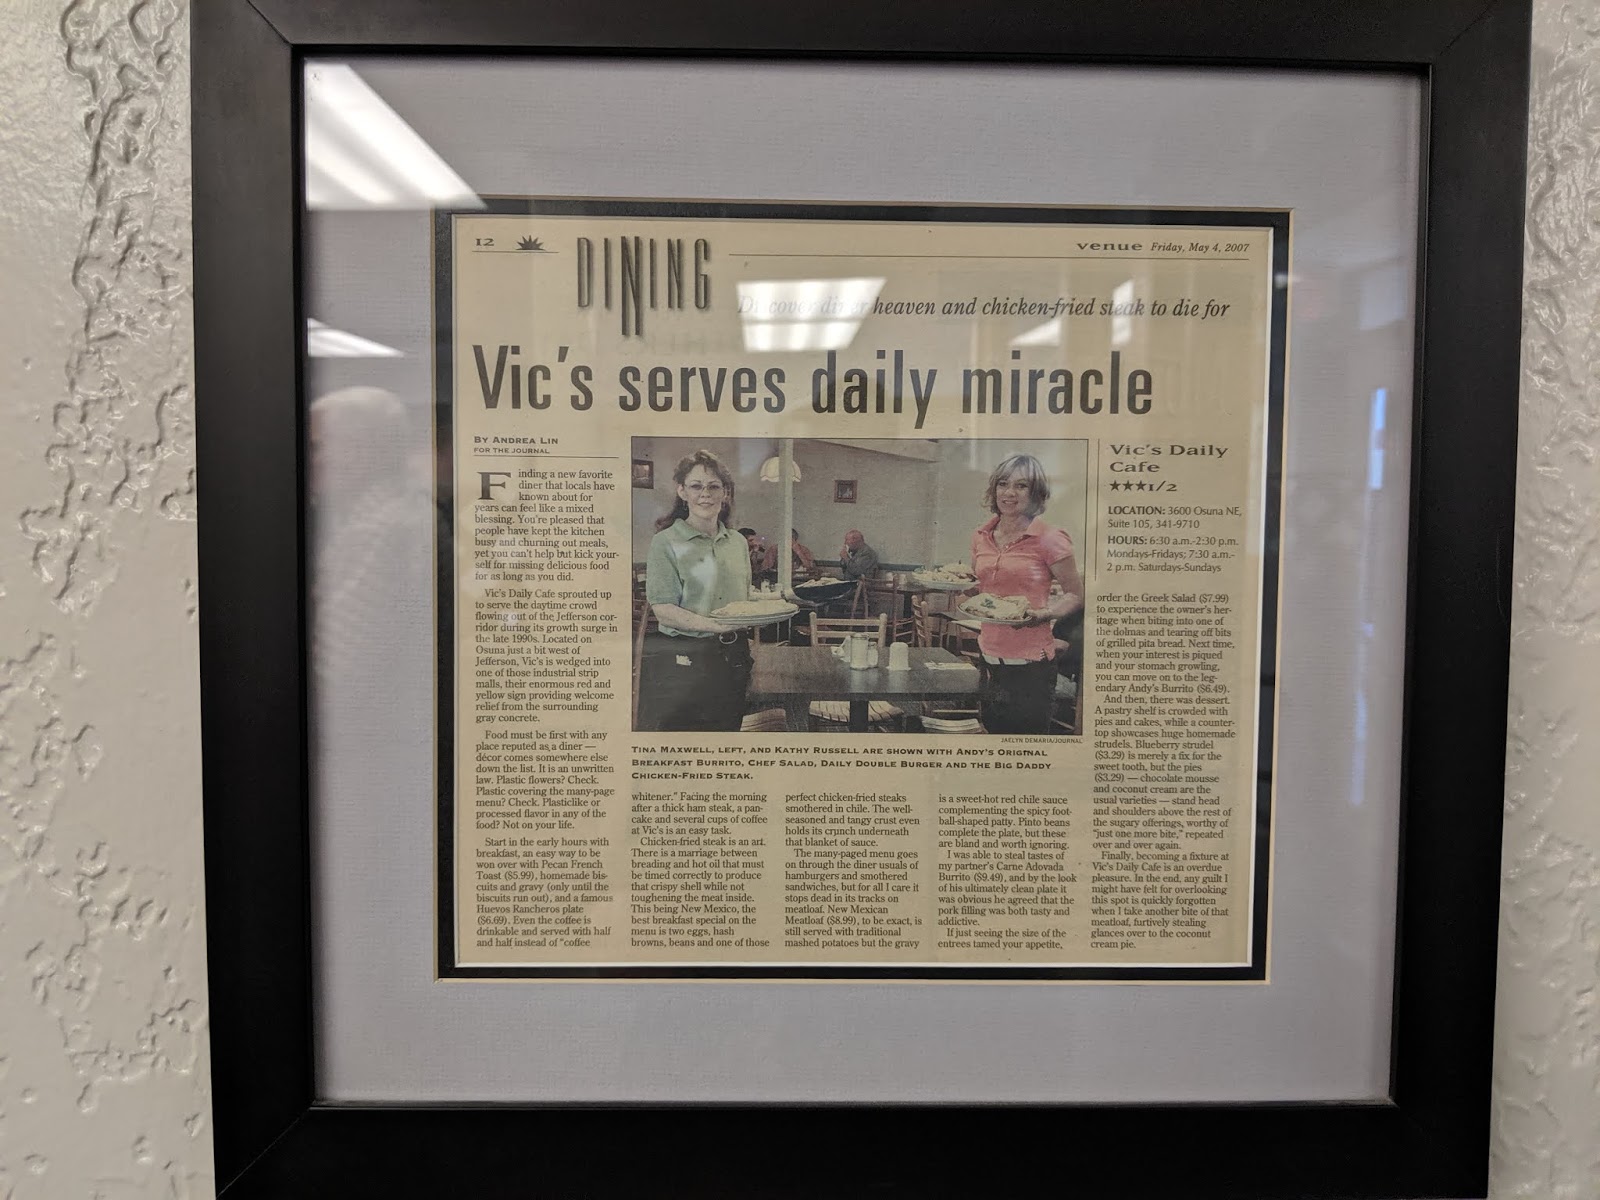 12
DINING
venue Friday, May 4, 2007
Discover diner heaven and chicken-fried steak to die for
Vic's serves daily miracle
BY ANDREA LIN
FOR THE JOURNAL
Finding a new favorite
diner that locals have
known about for
years can feel like a mixed
blessing. You're pleased that
people have kept the kitchen
busy and churning out meals,
yet you can't help but kick your-
self for missing delicious food
for as long as you did.
Vic's Daily Cafe sprouted up
to serve the daytime crowd
flowing out of the Jefferson cor-
ridor during its growth surge in
the late 1990s. Located on
Osuna just a bit west of
Jefferson, Vic's is wedged into
one of those industrial strip
malls, their enormous red and
yellow sign providing welcome
relief from the surrounding
gray concrete.
Food must be first with any
place reputed as a diner —
décor comes somewhere else
down the list. It is an unwritten
law. Plastic flowers? Check.
Plastic covering the many-page
menu? Check. Plasticlike or
processed flavor in any of the
food? Not on your life.
Start in the early hours with
breakfast, an easy way to be
won over with Pecan French
Toast ($5.99), homemade bis-
cuits and gravy (only until the
biscuits run out), and a famous
Huevos Rancheros plate
($6.69). Even the coffee is
drinkable and served with half
and half instead of "coffee
JAELYN DEMARIA/JOURNAL
TINA MAXWELL, LEFT, AND KATHY RUSSELL ARE SHOWN WITH ANDY'S ORIGINAL
BREAKFAST BURRITO, CHEF SALAD, DAILY DOUBLE BURGER AND THE BIG DADDY
CHICKEN-FRIED STEAK.
whitener." Facing the morning
after a thick ham steak, a pan-
cake and several cups of coffee
at Vic's is an easy task.
Chicken-fried steak is an art.
There is a marriage between
breading and hot oil that must
be timed correctly to produce
that crispy shell while not
toughening the meat inside.
This being New Mexico, the
best breakfast special on the
menu is two eggs, hash
browns, beans and one of those
perfect chicken-fried steaks
smothered in chile. The well-
seasoned and tangy crust even
holds its crunch underneath
that blanket of sauce.
The many-paged menu goes
on through the diner usuals of
hamburgers and smothered
sandwiches, but for all I care it
stops dead in its tracks on
meatloaf. New Mexican
Meatloaf ($8.99), to be exact, is
still served with traditional
mashed potatoes but the gravy
is a sweet-hot red chile sauce
complementing the spicy foot-
ball-shaped patty. Pinto beans
complete the plate, but these
are bland and worth ignoring.
I was able to steal tastes of
my partner's Carne Adovada
Burrito ($9.49), and by the look
of his ultimately clean plate it
was obvious he agreed that the
pork filling was both tasty and
addictive.
If just seeing the size of the
entrees tamed your appetite,
Vic's Daily
Cafe
★★★1/2
LOCATION: 3600 Osuna NE,
Suite 105, 341-9710
HOURS: 6:30 a.m.-2:30 p.m.
Mondays-Fridays; 7:30 a.m.-
2 p.m. Saturdays-Sundays
order the Greek Salad ($7.99)
to experience the owner's her-
itage when biting into one of
the dolmas and tearing off bits
of grilled pita bread. Next time,
when your interest is piqued
and your stomach growling,
you can move on to the leg-
endary Andy's Burrito ($6.49).
And then, there was dessert.
A pastry shelf is crowded with
pies and cakes, while a counter-
top showcases huge homemade
strudels. Blueberry strudel
($3.29) is merely a fix for the
sweet tooth, but the pies
($3.29) — chocolate mousse
and coconut cream are the
usual varieties — stand head
and shoulders above the rest of
the sugary offerings, worthy of
"just one more bite," repeated
over and over again.
Finally, becoming a fixture at
Vic's Daily Cafe is an overdue
pleasure. In the end, any guilt I
might have felt for overlooking
this spot is quickly forgotten
when I take another bite of that
meatloaf, furtively stealing
glances over to the coconut
cream pie.